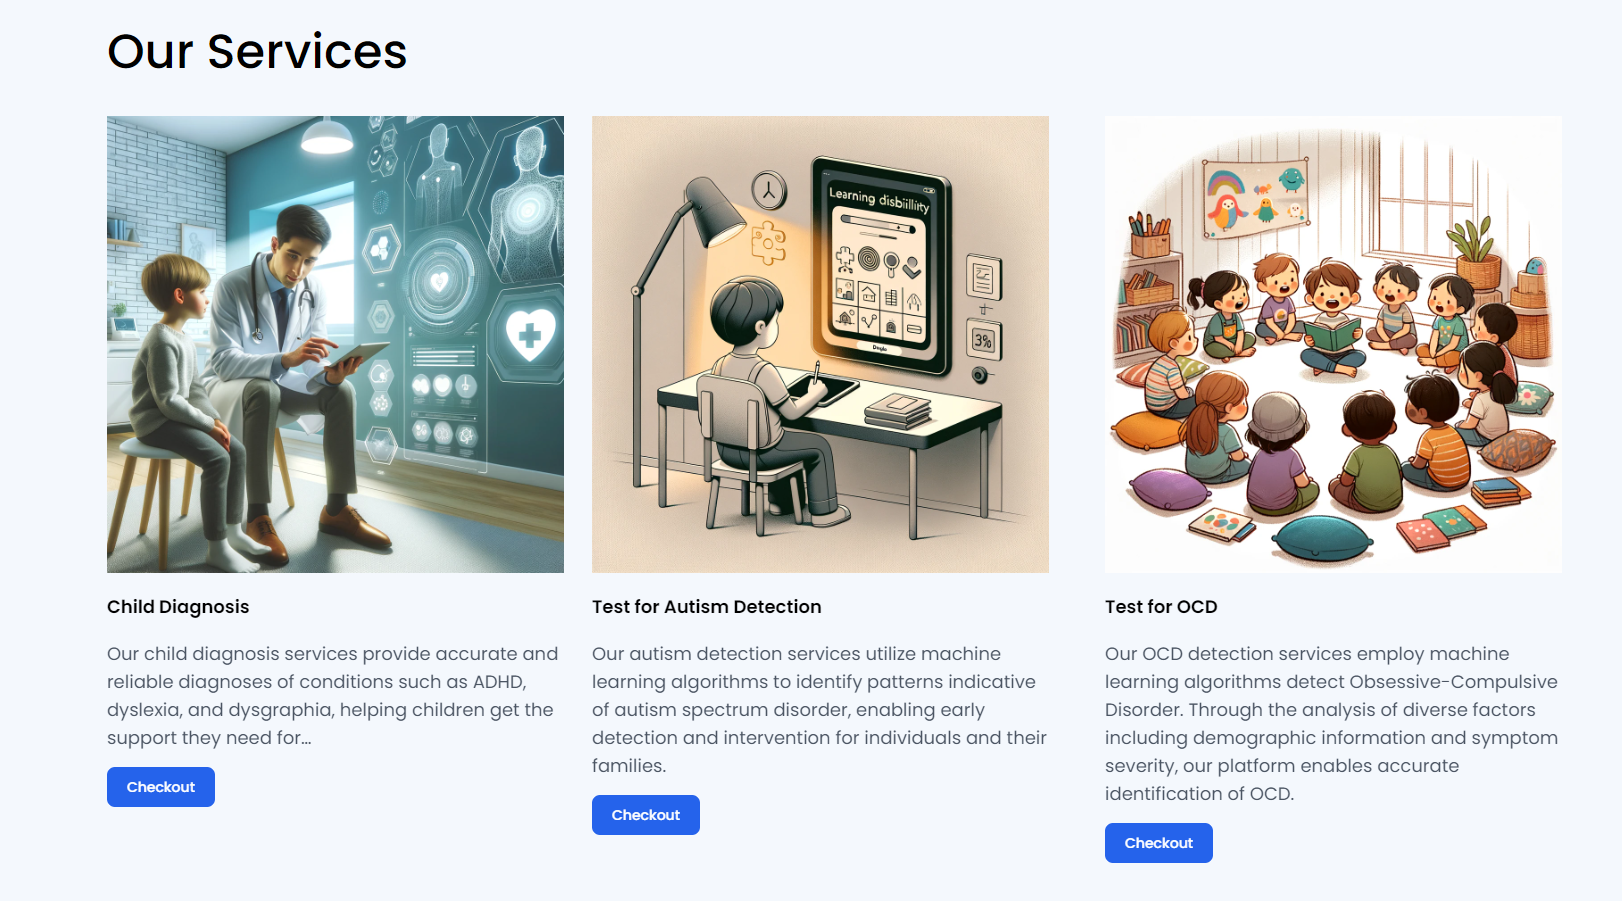 Our Services
Learning disbillity
3%
Child Diagnosis
Our child diagnosis services provide accurate and
reliable diagnoses of conditions such as ADHD,
dyslexia, and dysgraphia, helping children get the
support they need for...
Checkout
Test for Autism Detection
Our autism detection services utilize machine
learning algorithms to identify patterns indicative
of autism spectrum disorder, enabling early
detection and intervention for individuals and their
families.
Checkout
Test for OCD
Our OCD detection services employ machine
learning algorithms detect Obsessive-Compulsive
Disorder. Through the analysis of diverse factors
including demographic information and symptom
severity, our platform enables accurate
identification of OCD.
Checkout